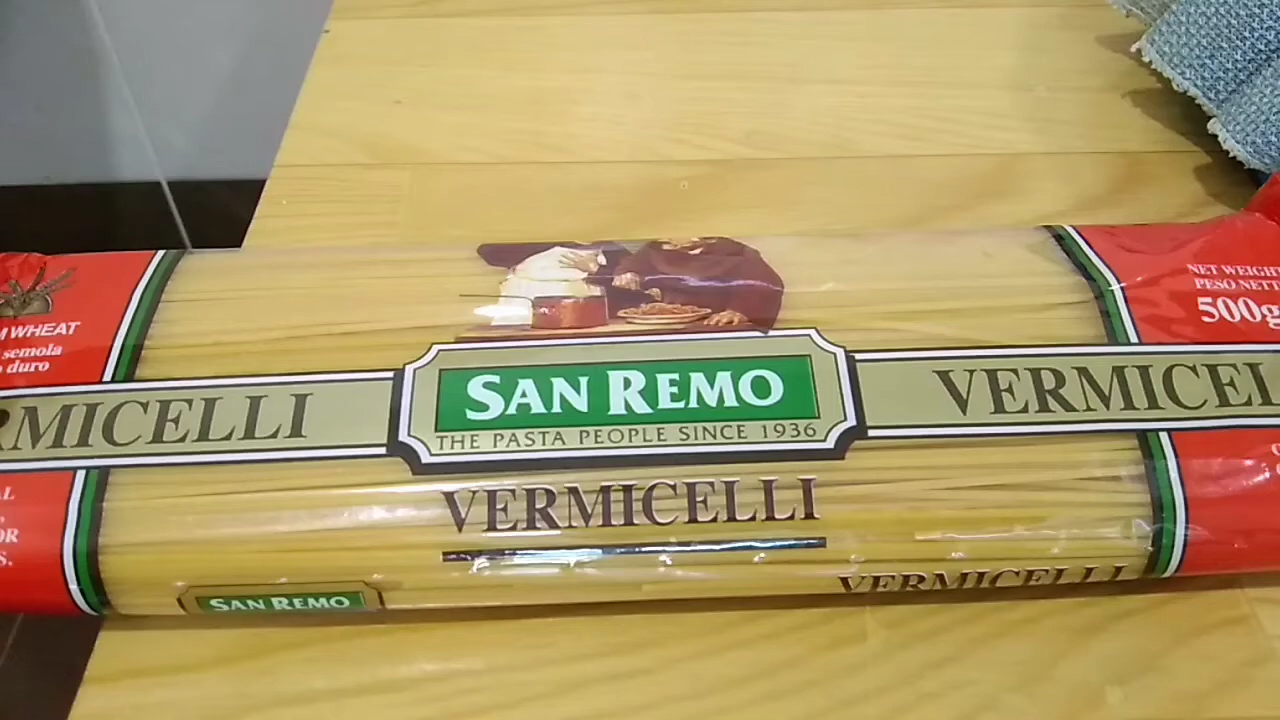 M WHEAT
semola
duro
RMICELLI
SAN REMO
THE PASTA PEOPLE SINCE 1936
VERMICELLI
SAN REMO
NET WEIGHT
PESO NETT
500g
VERMICEL
VERMICELLI